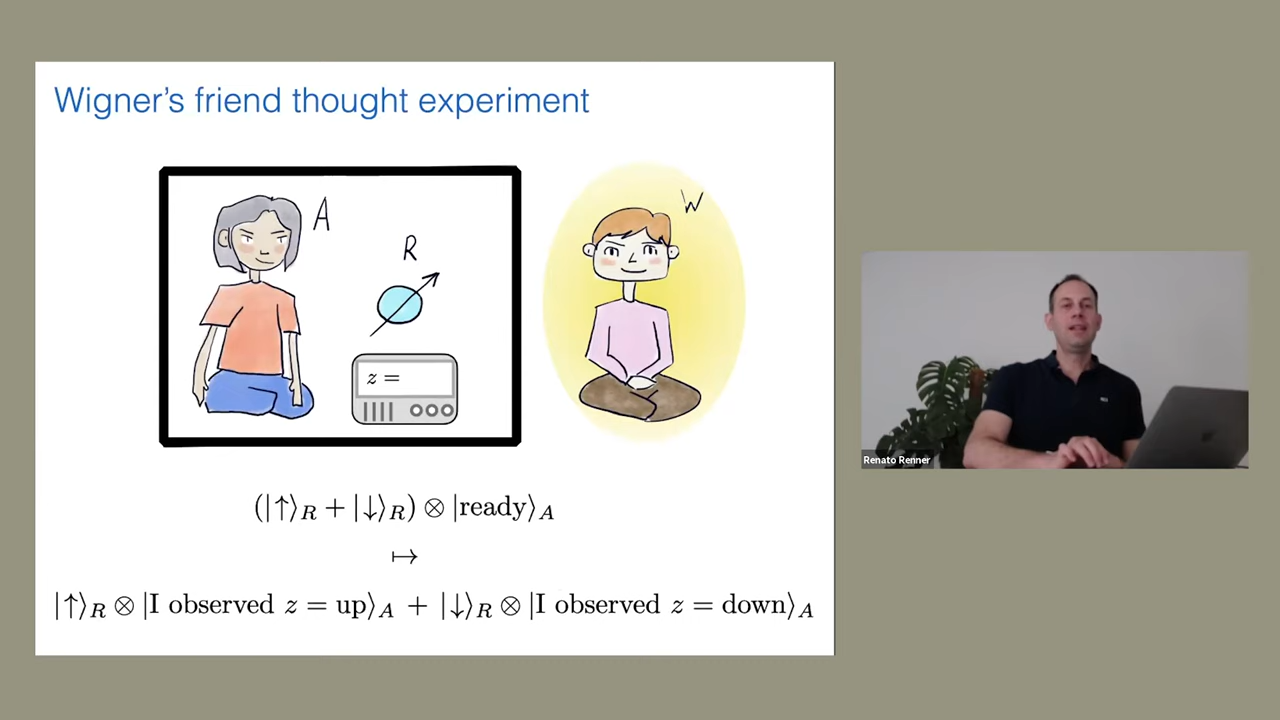 Wigner's friend thought experiment
A
W
R
z =
(|↑⟩_R + |↓⟩_R) ⊗ |ready⟩_A
↦
|↑⟩_R ⊗ |I observed z = up⟩_A + |↓⟩_R ⊗ |I observed z = down⟩_A
Renato Renner